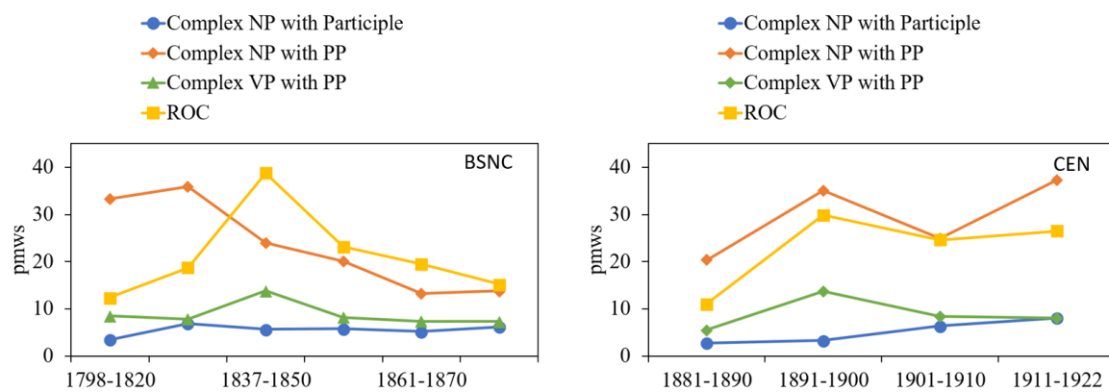 Complex NP with Participle
Complex NP with PP
Complex VP with PP
ROC
BSNC
40
30
20
10
0
pmws
1798-1820 1837-1850 1861-1870
Complex NP with Participle
Complex NP with PP
Complex VP with PP
ROC
CEN
40
30
20
10
0
pmws
1881-1890 1891-1900 1901-1910 1911-1922